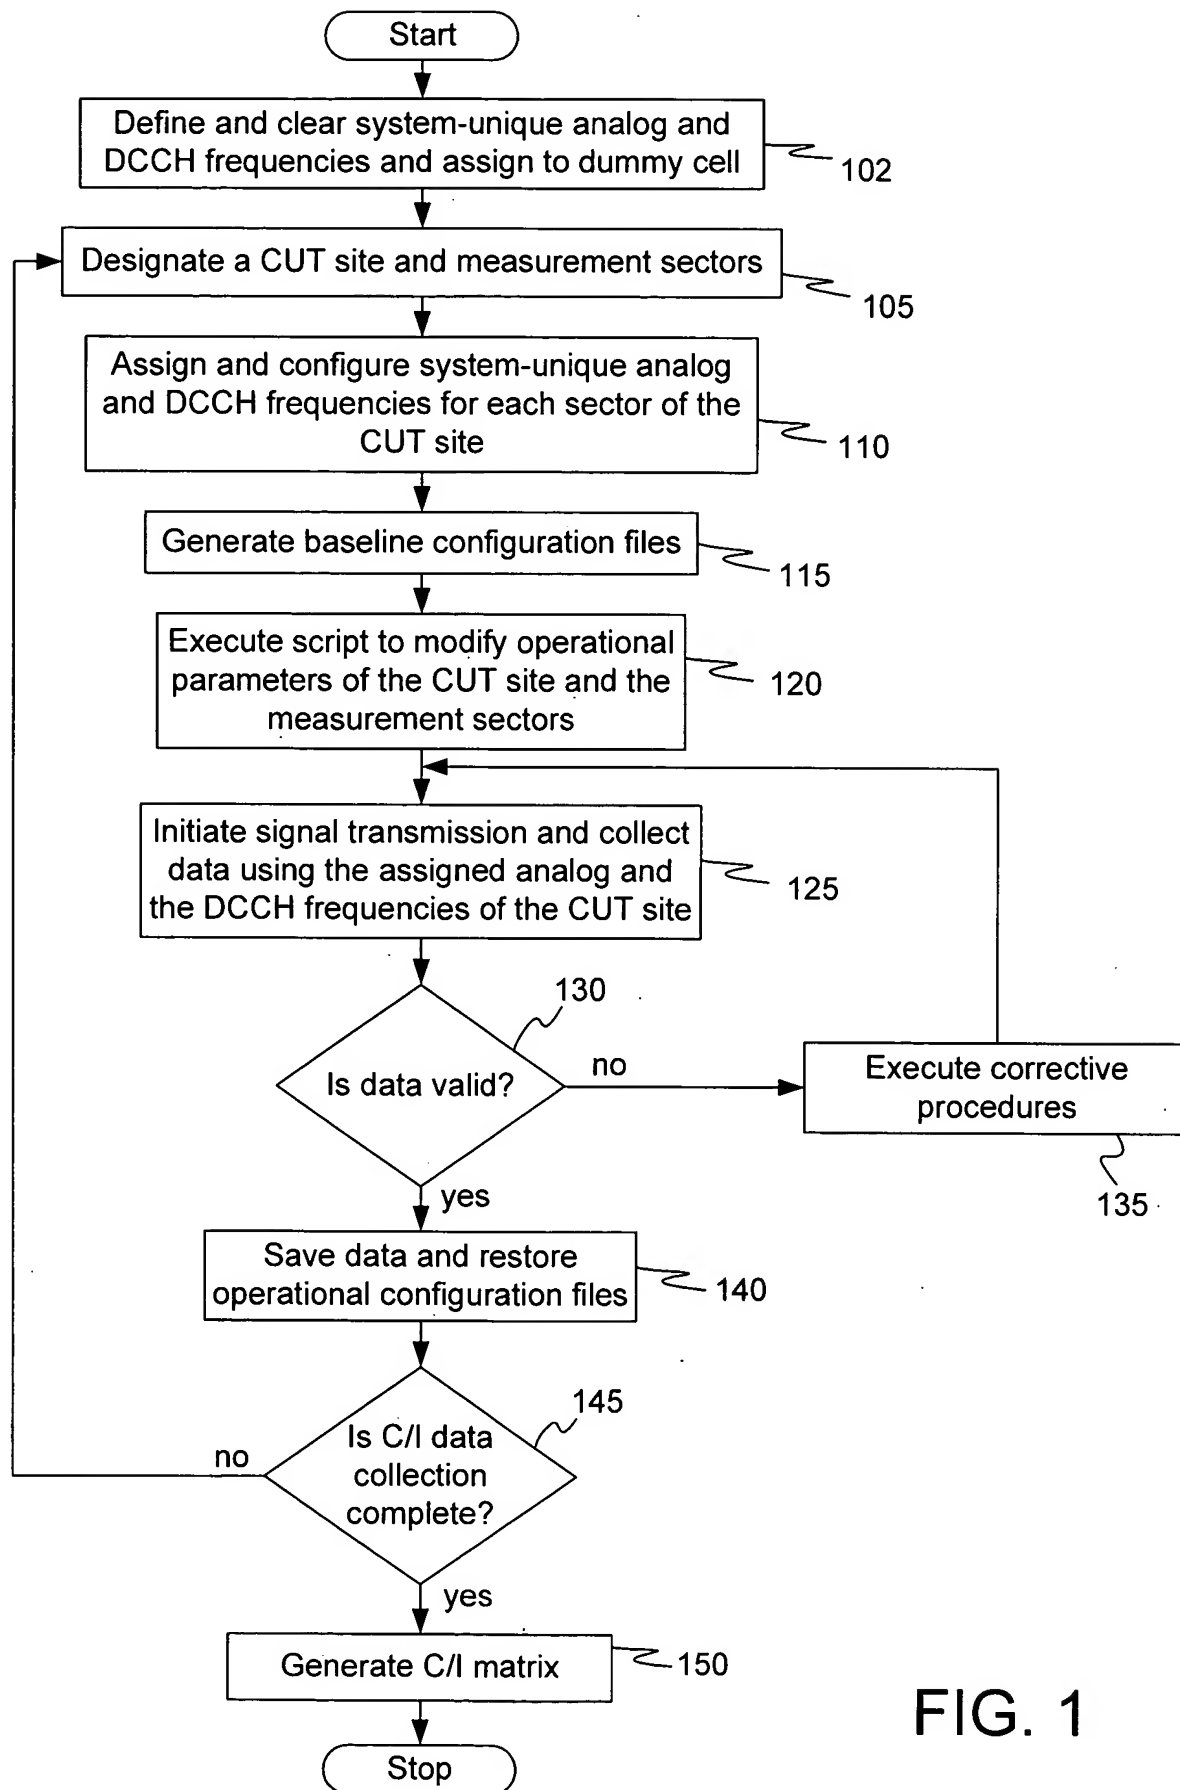 Start
Define and clear system-unique analog and
DCCH frequencies and assign to dummy cell
102
Designate a CUT site and measurement sectors
105
Assign and configure system-unique analog
and DCCH frequencies for each sector of the
CUT site
110
Generate baseline configuration files
115
Execute script to modify operational
parameters of the CUT site and the
measurement sectors
120
Initiate signal transmission and collect
data using the assigned analog and
the DCCH frequencies of the CUT site
125
130
Is data valid?
no
Execute corrective
procedures
135
yes
Save data and restore
operational configuration files
140
145
Is C/I data
collection
complete?
no
yes
Generate C/I matrix
150
Stop
FIG. 1